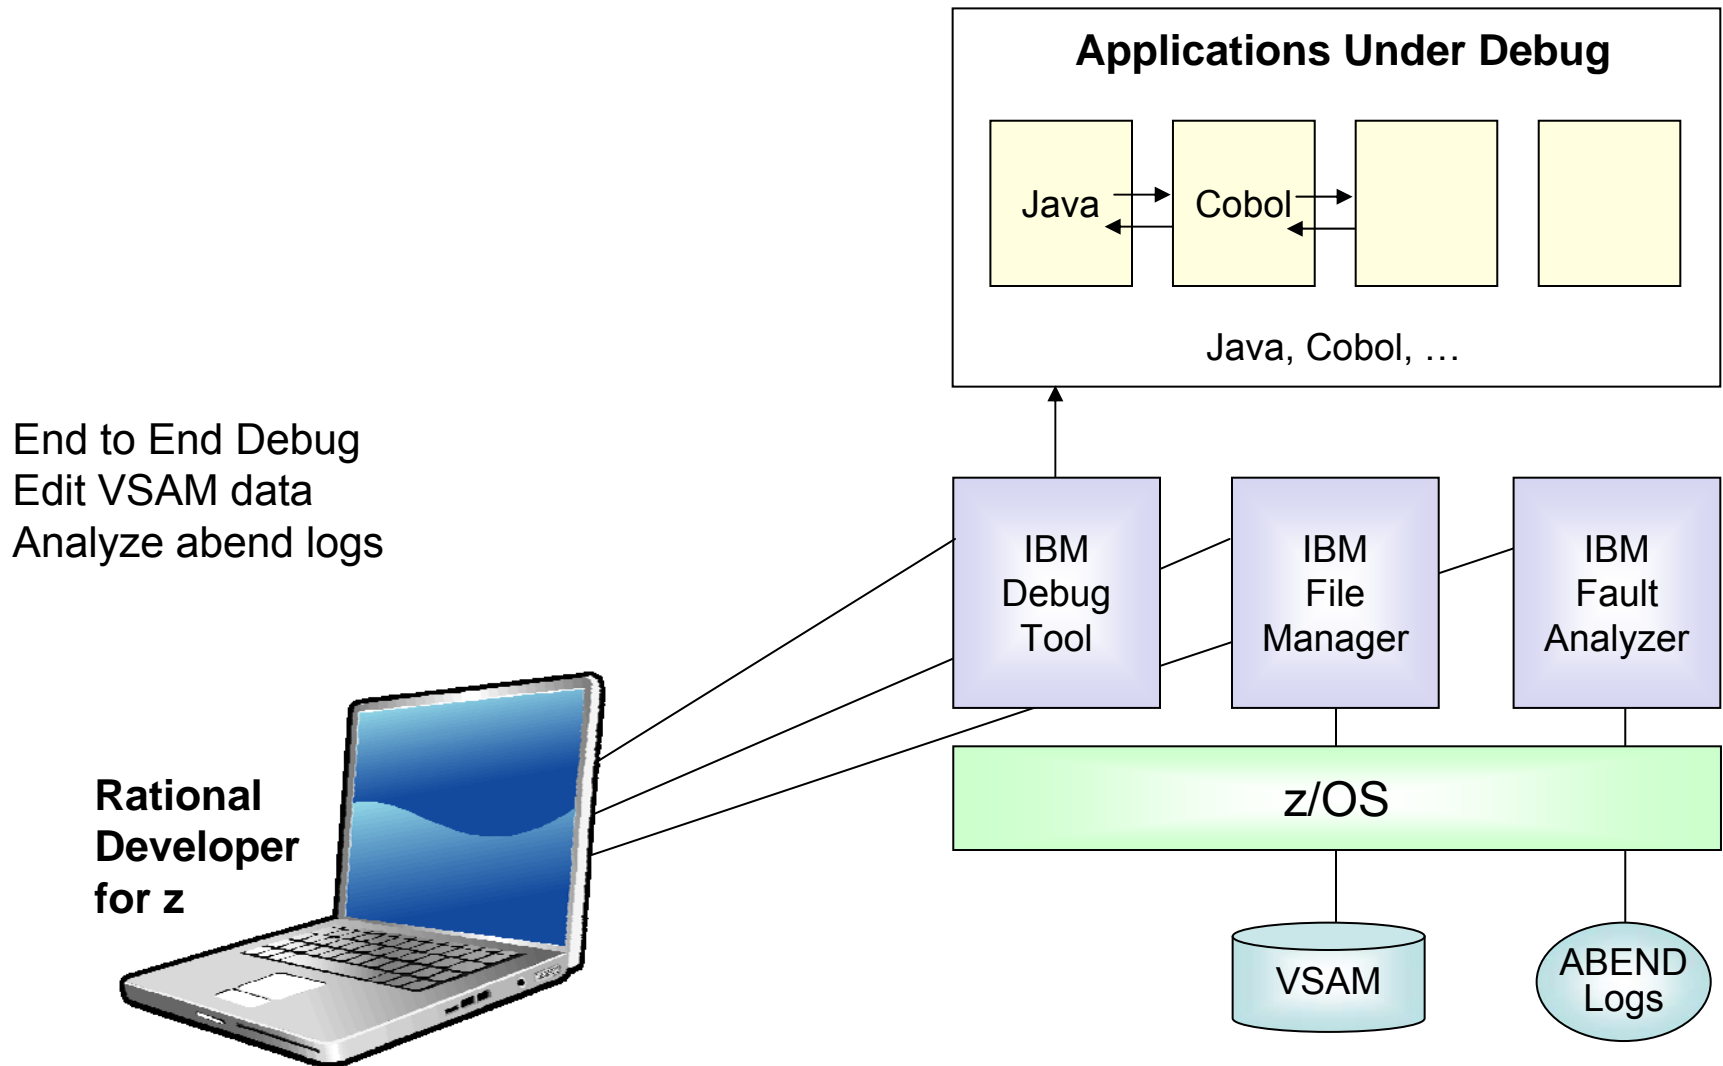 Applications Under Debug
Java
Cobol
Java, Cobol, …
End to End Debug
Edit VSAM data
Analyze abend logs
IBM
Debug
Tool
IBM
File
Manager
IBM
Fault
Analyzer
Rational
Developer
for z
z/OS
VSAM
ABEND
Logs